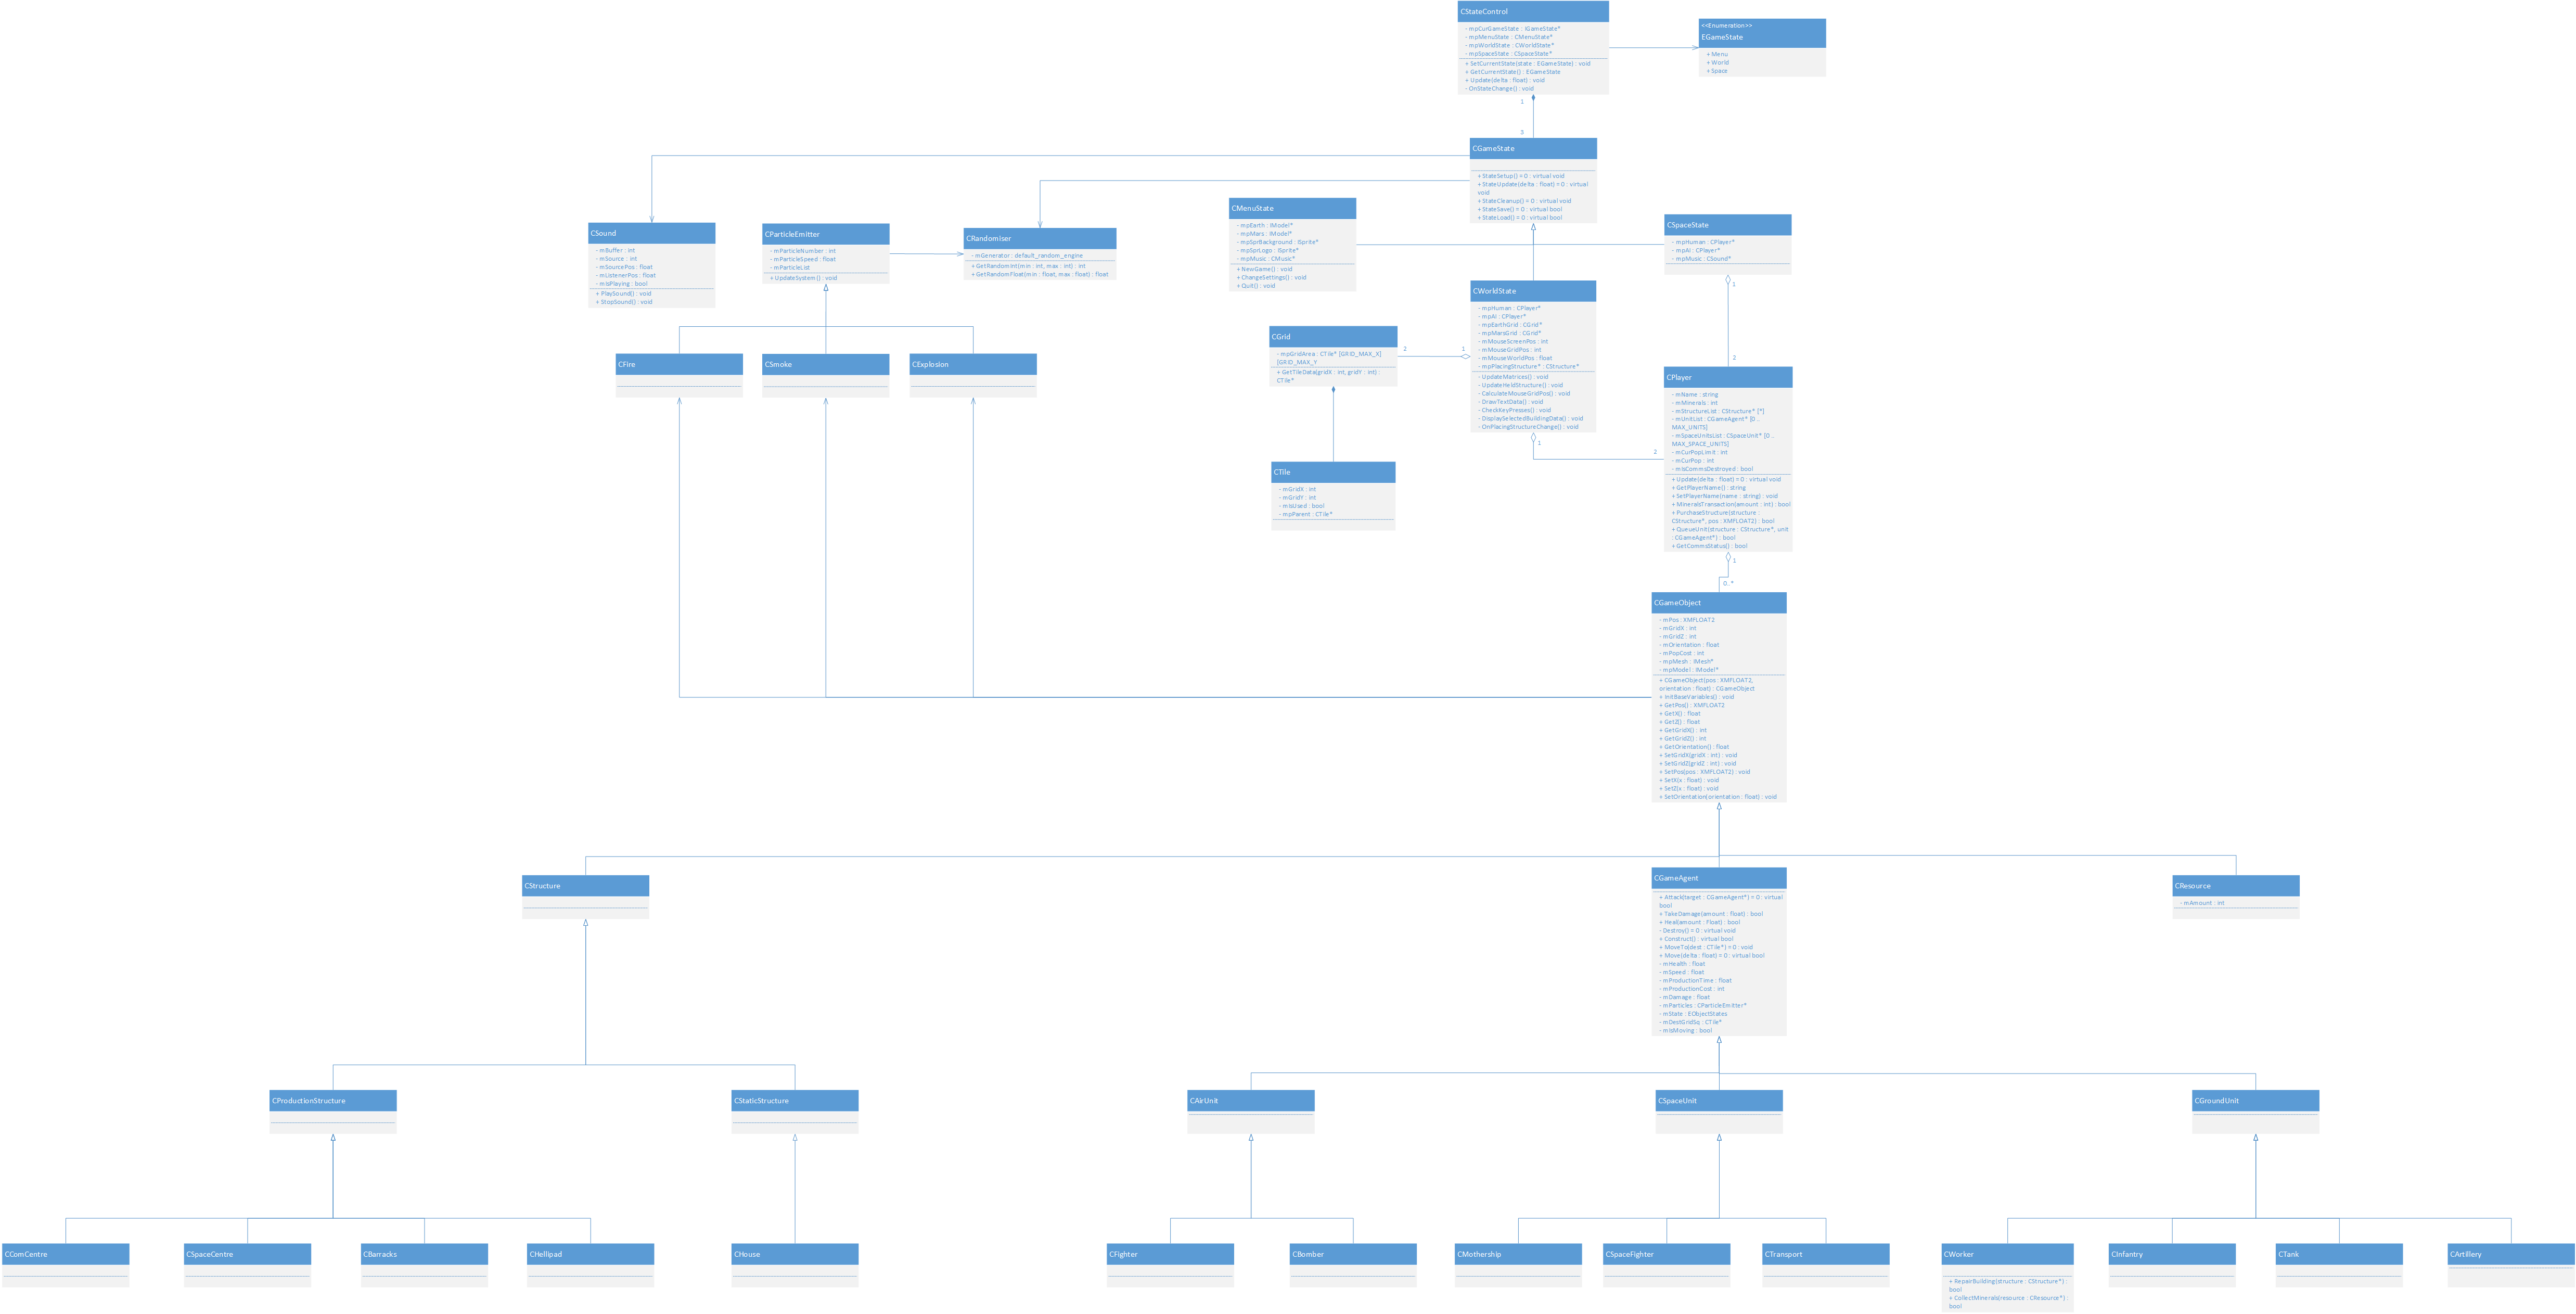 CStateControl
- mpCurGameState : IGameState*
- mpMenuState : CMenuState*
- mpWorldState : CWorldState*
- mpSpaceState : CSpaceState*
+ SetCurrentState(state : EGameState) : void
+ GetCurrentState() : EGameState
+ Update(delta : float) : void
- OnStateChange() : void
<<Enumeration>>
EGameState
+ Menu
+ World
+ Space
1
3
CGameState
+ StateSetup() = 0 : virtual void
+ StateUpdate(delta : float) = 0 : virtual
void
+ StateCleanup() = 0 : virtual void
+ StateSave() = 0 : virtual bool
+ StateLoad() = 0 : virtual bool
CSound
- mBuffer : int
- mSource : int
- mSourcePos : float
- mListenerPos : float
- mIsPlaying : bool
+ PlaySound() : void
+ StopSound() : void
CParticleEmitter
- mParticleNumber : int
- mParticleSpeed : float
- mParticleList
+ UpdateSystem() : void
CRandomiser
- mGenerator : default_random_engine
+ GetRandomInt(min : int, max : int) : int
+ GetRandomFloat(min : float, max : float) : float
CMenuState
- mpEarth : IModel*
- mpMars : IModel*
- mpSprBackground : ISprite*
- mpSprLogo : ISprite*
- mpMusic : CMusic*
+ NewGame() : void
+ ChangeSettings() : void
+ Quit() : void
CSpaceState
- mpHuman : CPlayer*
- mpAI : CPlayer*
- mpMusic : CSound*
1
2
CWorldState
- mpHuman : CPlayer*
- mpAI : CPlayer*
- mpEarthGrid : CGrid*
- mpMarsGrid : CGrid*
- mMouseScreenPos : int
- mMouseGridPos : int
- mMouseWorldPos : float
- mpPlacingStructure* : CStructure*
- UpdateMatrices() : void
- UpdateHeldStructure() : void
- CalculateMouseGridPos() : void
- DrawTextData() : void
- CheckKeyPresses() : void
- DisplaySelectedBuildingData() : void
- OnPlacingStructureChange() : void
2
1
1
2
CGrid
- mpGridArea : CTile* [GRID_MAX_X]
[GRID_MAX_Y
+ GetTileData(gridX : int, gridY : int) :
CTile*
CTile
- mGridX : int
- mGridY : int
- mIsUsed : bool
- mpParent : CTile*
CFire
CSmoke
CExplosion
CPlayer
- mName : string
- mMinerals : int
- mStructureList : CStructure* [*]
- mUnitList : CGameAgent* [0 ..
MAX_UNITS]
- mSpaceUnitsList : CSpaceUnit* [0 ..
MAX_SPACE_UNITS]
- mCurPopLimit : int
- mCurPop : int
- mIsCommsDestroyed : bool
+ Update(delta : float) = 0 : virtual void
+ GetPlayerName() : string
+ SetPlayerName(name : string) : void
+ MineralsTransaction(amount : int) : bool
+ PurchaseStructure(structure :
CStructure*, pos : XMFLOAT2) : bool
+ QueueUnit(structure : CStructure*, unit
: CGameAgent*) : bool
+ GetCommsStatus() : bool
1
0..*
CGameObject
- mPos : XMFLOAT2
- mGridX : int
- mGridZ : int
- mOrientation : float
- mPopCost : int
- mpMesh : IMesh*
- mpModel : IModel*
+ CGameObject(pos : XMFLOAT2,
orientation : float) : CGameObject
+ InitBaseVariables() : void
+ GetPos() : XMFLOAT2
+ GetX() : float
+ GetZ() : float
+ GetGridX() : int
+ GetGridZ() : int
+ GetOrientation() : float
+ SetGridX(gridX : int) : void
+ SetGridZ(gridZ : int) : void
+ SetPos(pos : XMFLOAT2) : void
+ SetX(x : float) : void
+ SetZ(x : float) : void
+ SetOrientation(orientation : float) : void
CStructure
CGameAgent
+ Attack(target : CGameAgent*) = 0 : virtual
bool
+ TakeDamage(amount : float) : bool
+ Heal(amount : Float) : bool
- Destroy() = 0 : virtual void
+ Construct() : virtual bool
+ MoveTo(dest : CTile*) = 0 : void
+ Move(delta : float) = 0 : virtual bool
- mHealth : float
- mSpeed : float
- mProductionTime : float
- mProductionCost : int
- mDamage : float
- mParticles : CParticleEmitter*
- mState : EObjectStates
- mDestGridSq : CTile*
- mIsMoving : bool
CResource
- mAmount : int
CProductionStructure
CStaticStructure
CAirUnit
CSpaceUnit
CGroundUnit
CComCentre
CSpaceCentre
CBarracks
CHellipad
CHouse
CFighter
CBomber
CMothership
CSpaceFighter
CTransport
CWorker
+ RepairBuilding(structure : CStructure*) :
bool
+ CollectMinerals(resource : CResource*) :
bool
CInfantry
CTank
CArtillery